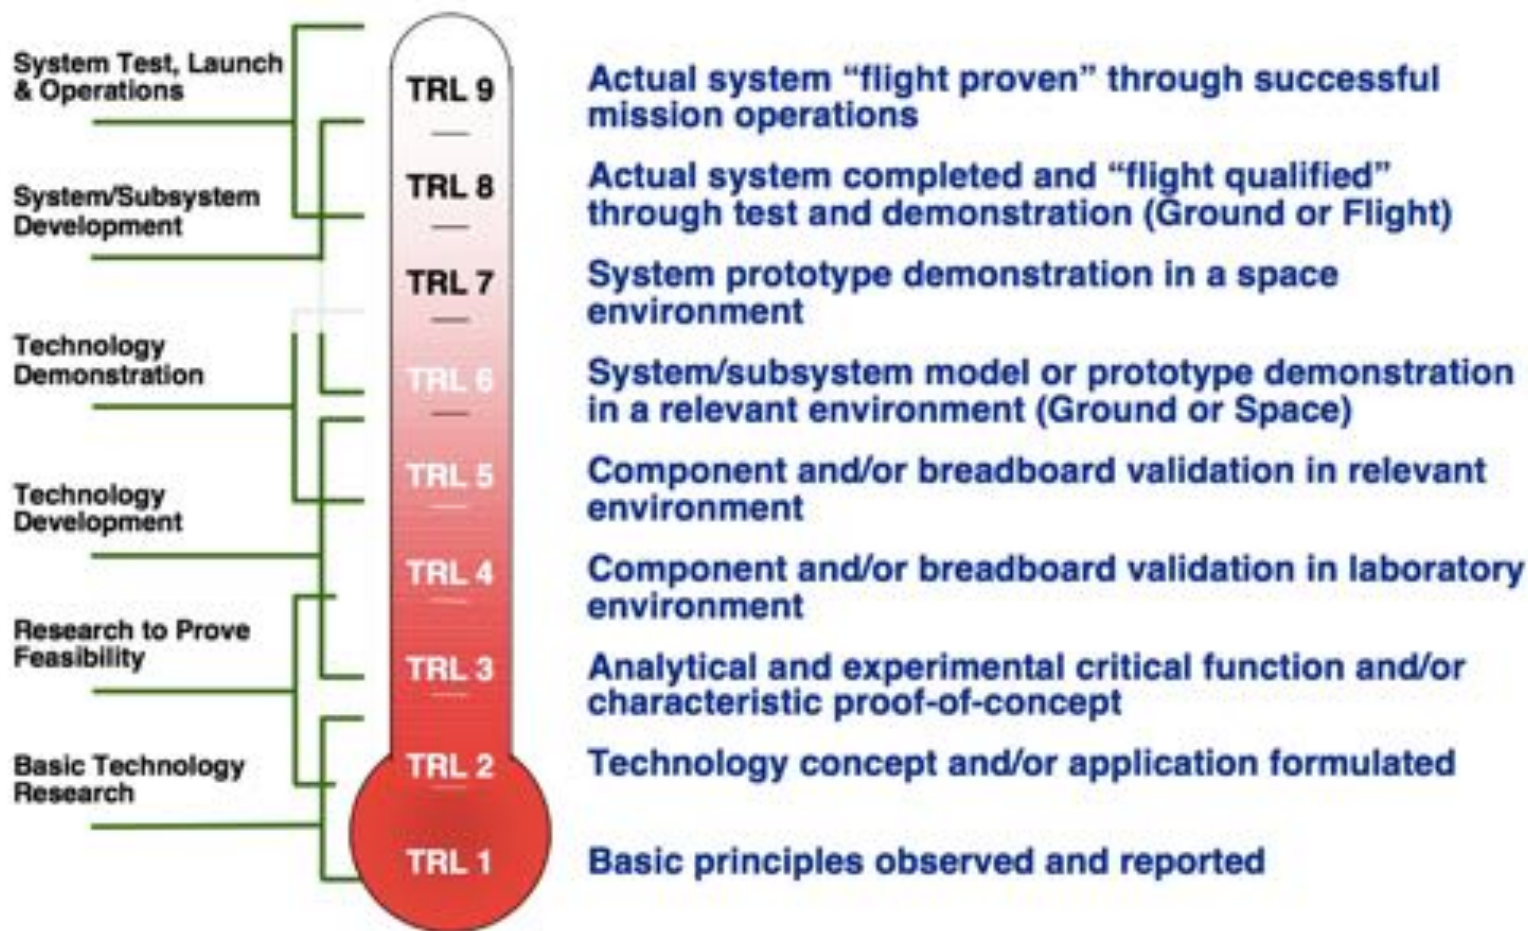 System Test, Launch
& Operations
System/Subsystem
Development
Technology
Demonstration
Technology
Development
Research to Prove
Feasibility
Basic Technology
Research
TRL 9
TRL 8
TRL 7
TRL 6
TRL 5
TRL 4
TRL 3
TRL 2
TRL 1
Actual system “flight proven” through successful
mission operations
Actual system completed and “flight qualified”
through test and demonstration (Ground or Flight)
System prototype demonstration in a space
environment
System/subsystem model or prototype demonstration
in a relevant environment (Ground or Space)
Component and/or breadboard validation in relevant
environment
Component and/or breadboard validation in laboratory
environment
Analytical and experimental critical function and/or
characteristic proof-of-concept
Technology concept and/or application formulated
Basic principles observed and reported